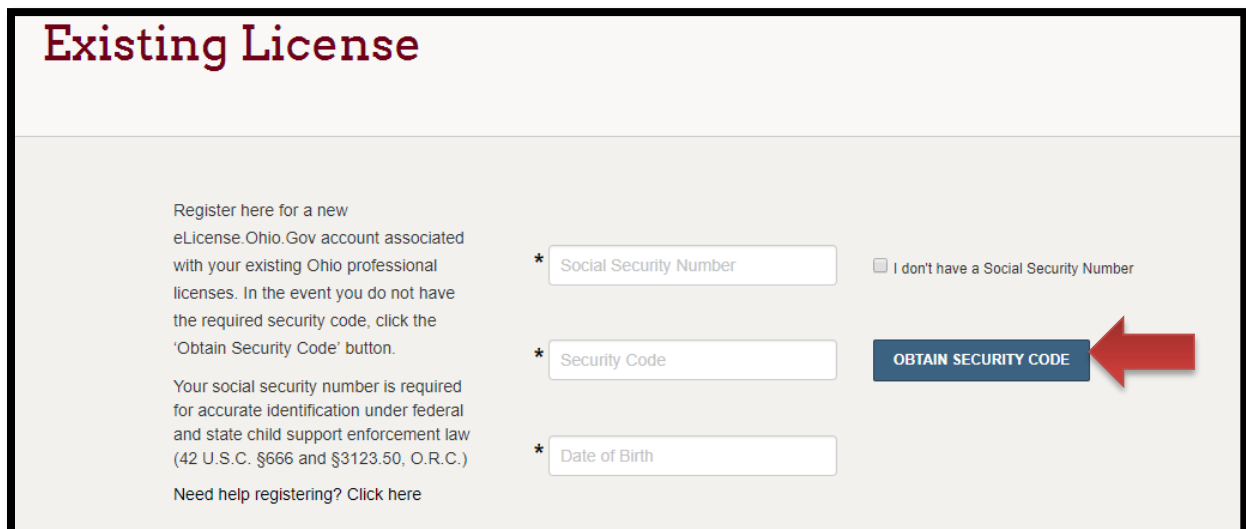 Existing License
Register here for a new
eLicense.Ohio.Gov account associated
with your existing Ohio professional
licenses. In the event you do not have
the required security code, click the
‘Obtain Security Code’ button.
Your social security number is required
for accurate identification under federal
and state child support enforcement law
(42 U.S.C. §666 and §3123.50, O.R.C.)
Need help registering? Click here
* Social Security Number
I don't have a Social Security Number
* Security Code
OBTAIN SECURITY CODE
* Date of Birth